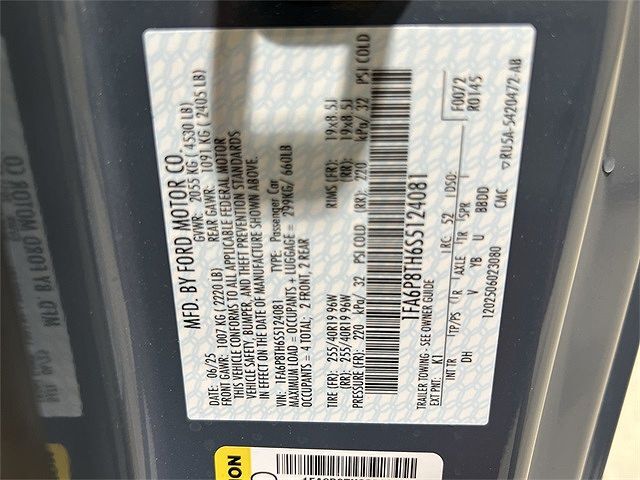 MFD. BY FORD MOTOR CO.
DATE: 06/25 GVWR: 2055 KG (4530 LB)
FRONT GAWR: 1007 KG (2220 LB) REAR GAWR: 1091 KG (2405 LB)
THIS VEHICLE CONFORMS TO ALL APPLICABLE FEDERAL MOTOR
VEHICLE SAFETY, BUMPER, AND THEFT PREVENTION STANDARDS
IN EFFECT ON THE DATE OF MANUFACTURE SHOWN ABOVE.
VIN: 1FA6P8TH6S5124081 TYPE: Passenger Car
MAXIMUM LOAD = OCCUPANTS + LUGGAGE = 299KG/ 660LB
OCCUPANTS = 4 TOTAL; 2 FRONT, 2 REAR
TIRE (FR): 255/40R19 96W RIMS (FR): 19x8.5J
(RR): 255/40R19 96W (RR): 19x8.5J
PRESSURE (FR): 220 kPa/ 32 PSI COLD (RR): 220 kPa/ 32 PSI COLD
1FA6P8TH6S5124081
TRAILER TOWING - SEE OWNER GUIDE
EXT PNT: K1 RC: 52 DSO: F0072
R0145
INT TR TP/PS R AXLE TR SPR
DH V YB U BBDD
1202506023080 CMC ▽RU5A-5420472-AB